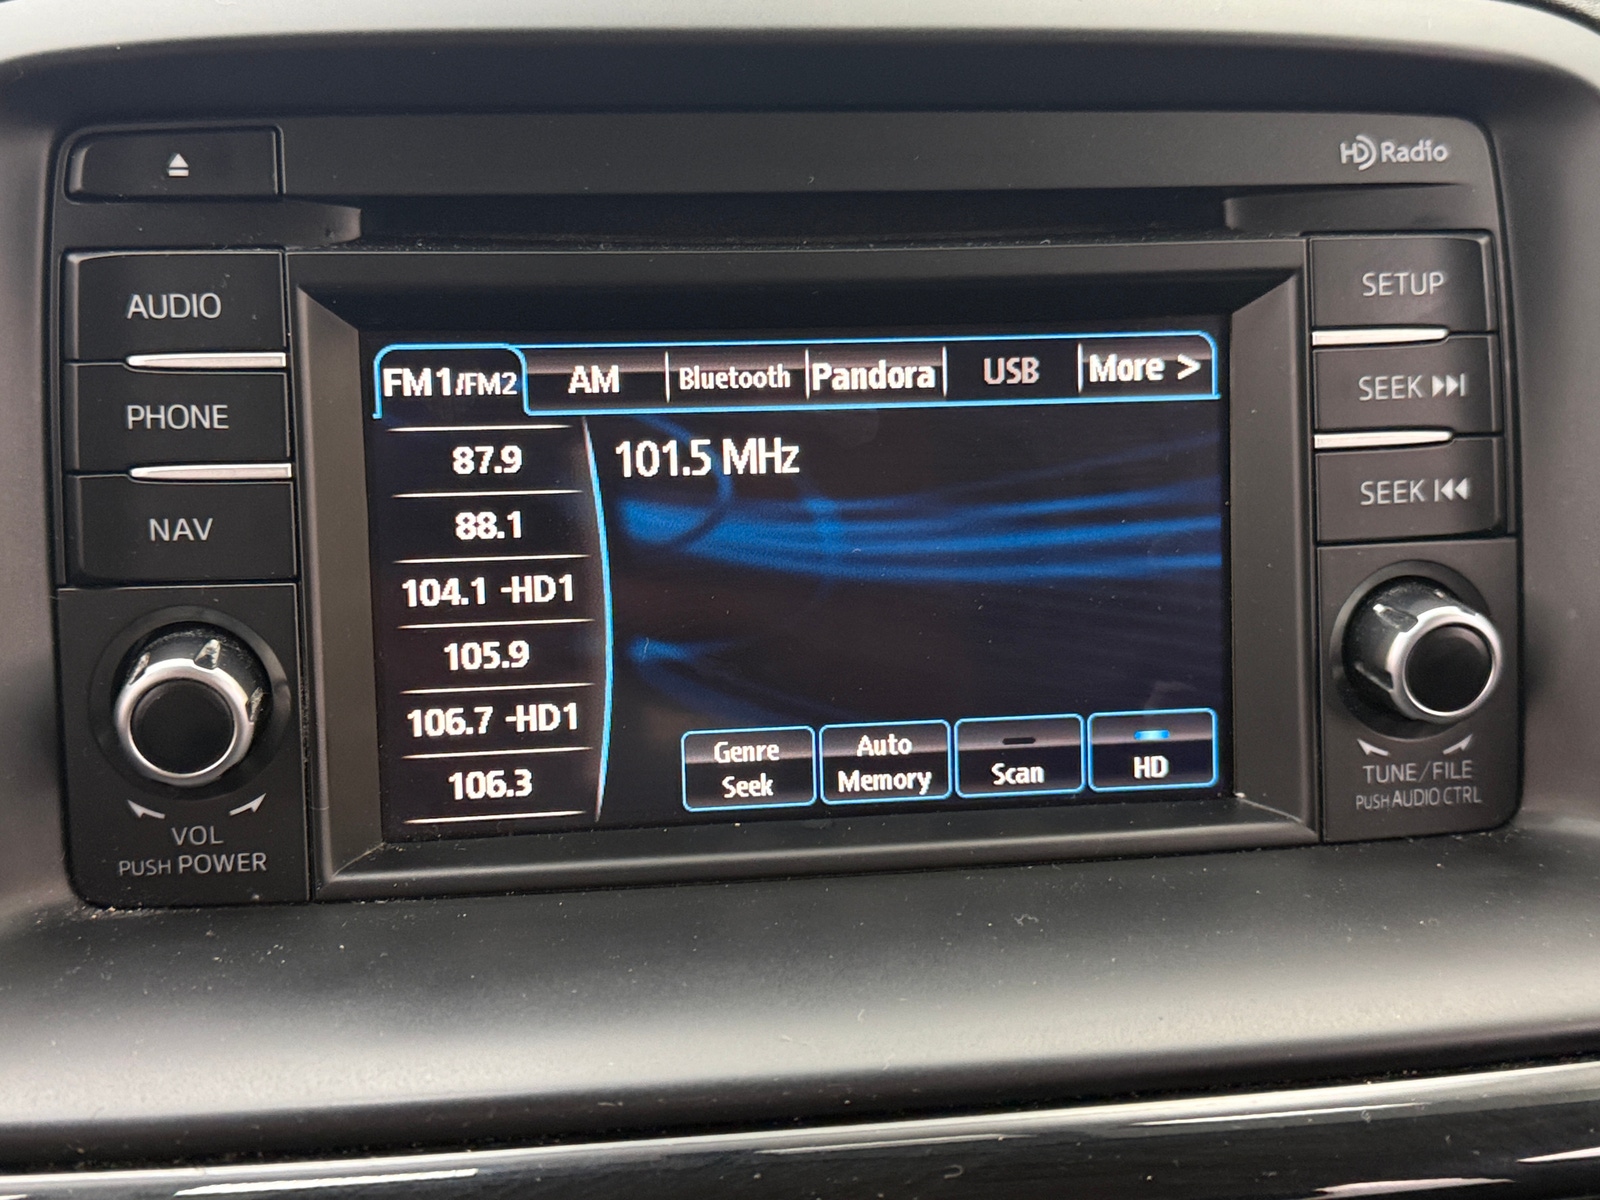 HD Radio
AUDIO
PHONE
NAV
VOL
PUSH POWER
FM1/FM2 AM Bluetooth Pandora USB More >
87.9
88.1
104.1 -HD1
105.9
106.7 -HD1
106.3
101.5 MHz
Genre
Seek
Auto
Memory
Scan
HD
SETUP
SEEK
SEEK
TUNE/FILE
PUSH AUDIO CTRL